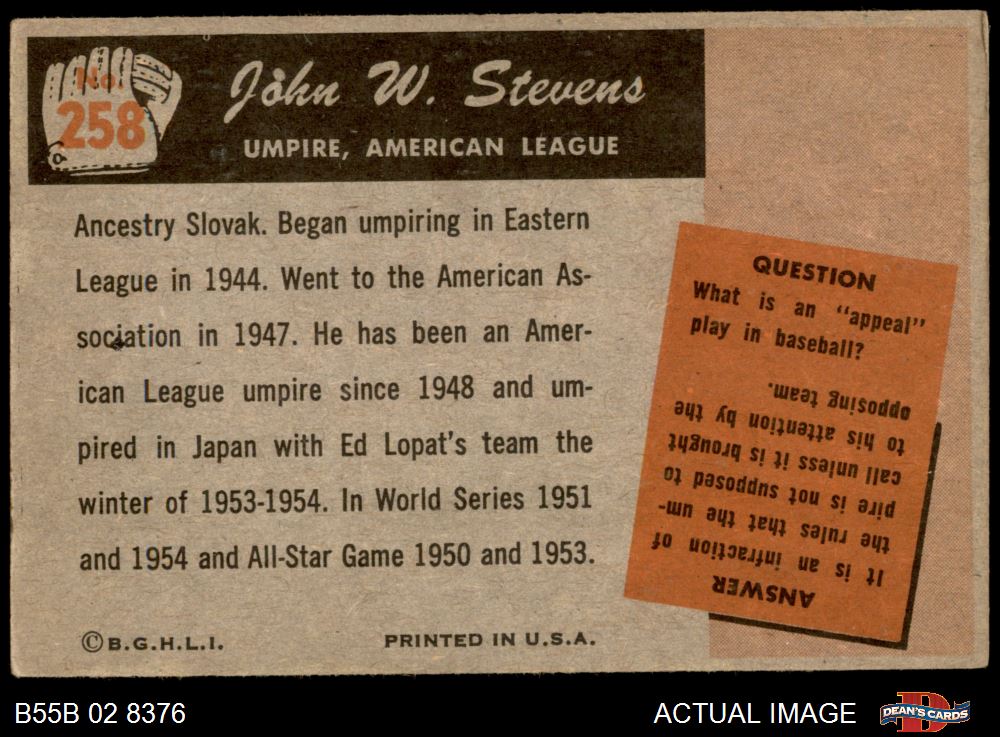 No.
258
John W. Stevens
UMPIRE, AMERICAN LEAGUE
Ancestry Slovak. Began umpiring in Eastern
League in 1944. Went to the American As-
sociation in 1947. He has been an Amer-
ican League umpire since 1948 and um-
pired in Japan with Ed Lopat's team the
winter of 1953-1954. In World Series 1951
and 1954 and All-Star Game 1950 and 1953.
©B.G.H.L.I. PRINTED IN U.S.A.
QUESTION
What is an "appeal"
play in baseball?
ANSWER
It is an infraction of
the rules that the um-
pire is not supposed to
call unless it is brought
to his attention by the
opposing team.
B55B 02 8376
ACTUAL IMAGE
DEAN'S CARDS